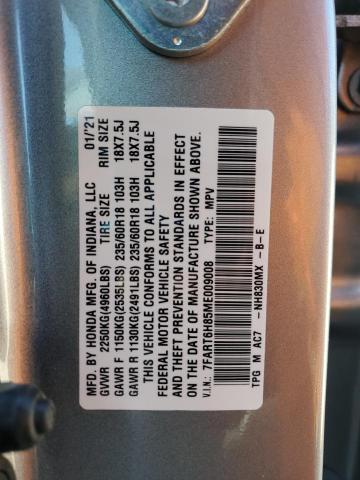 MFD. BY HONDA MFG. OF INDIANA, LLC 01/'21
GVWR 2250KG(4960LBS) TIRE SIZE RIM SIZE
GAWR F 1150KG(2535LBS) 235/60R18 103H 18X7.5J
GAWR R 1130KG(2491LBS) 235/60R18 103H 18X7.5J
THIS VEHICLE CONFORMS TO ALL APPLICABLE
FEDERAL MOTOR VEHICLE SAFETY
AND THEFT PREVENTION STANDARDS IN EFFECT
ON THE DATE OF MANUFACTURE SHOWN ABOVE.
V.I.N.: 7FART6H85ME009008 TYPE: MPV
TPG M AC7 -NH830MX -B-E